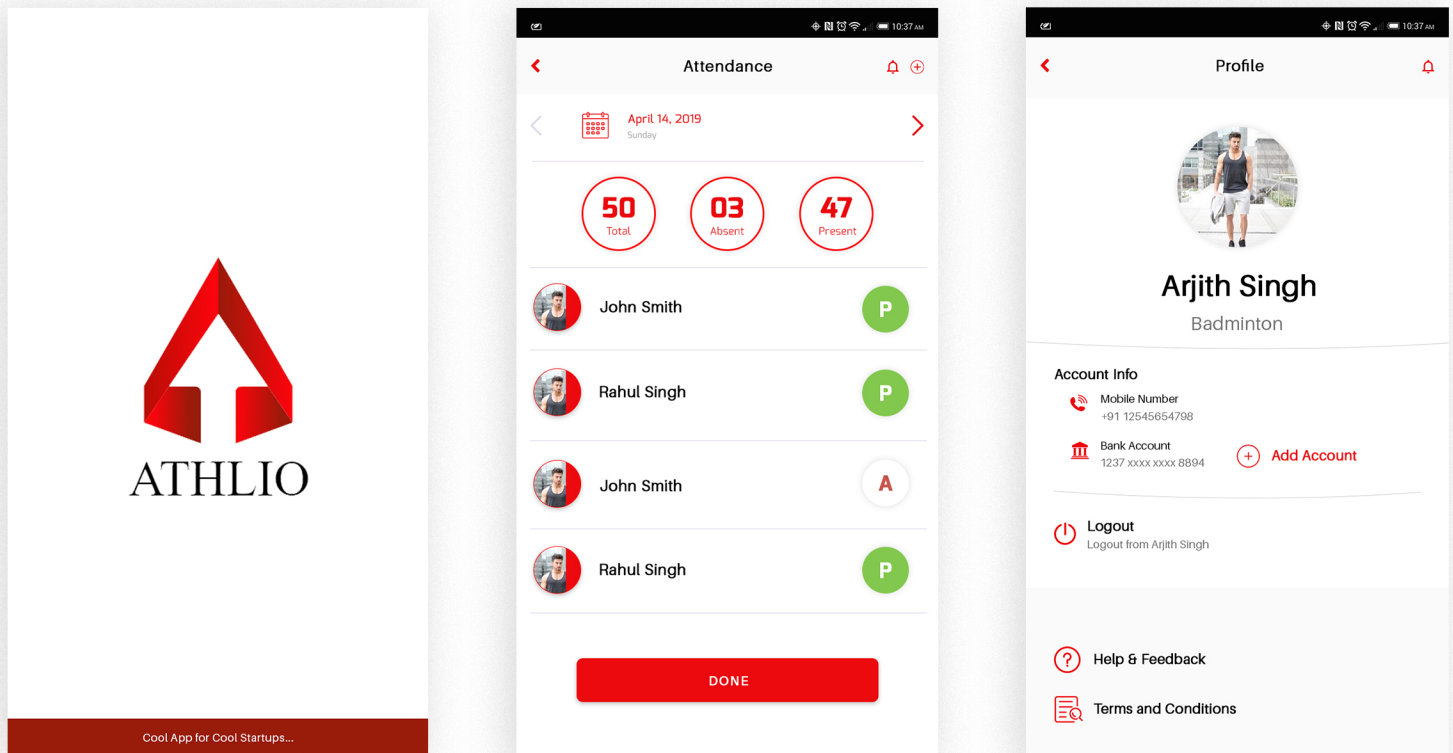 ATHLIO
Cool App for Cool Startups...
10:37 AM
Attendance
April 14, 2019
Sunday
50
Total
03
Absent
47
Present
John Smith
P
Rahul Singh
P
John Smith
A
Rahul Singh
P
DONE
10:37 AM
Profile
Arjith Singh
Badminton
Account Info
Mobile Number
+91 12545654798
Bank Account
1237 xxxx xxxx 8894
Add Account
Logout
Logout from Arjith Singh
Help & Feedback
Terms and Conditions